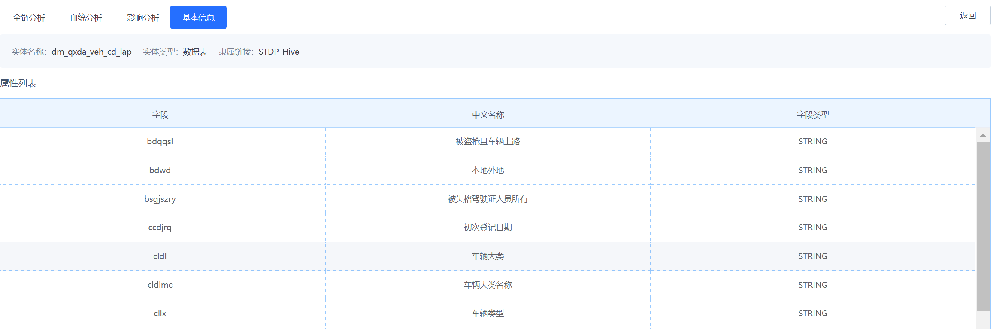 全链分析 血统分析 影响分析 基本信息 返回
实体名称：dm_qxda_veh_cd_lap 实体类型：数据表 隶属链接：STDP-Hive
属性列表
字段 中文名称 字段类型
bdqqsl 被盗抢且车辆上路 STRING
bdwd 本地外地 STRING
bsgjszry 被失格驾驶证人员所有 STRING
ccdjrq 初次登记日期 STRING
cldl 车辆大类 STRING
cldlmc 车辆大类名称 STRING
cllx 车辆类型 STRING